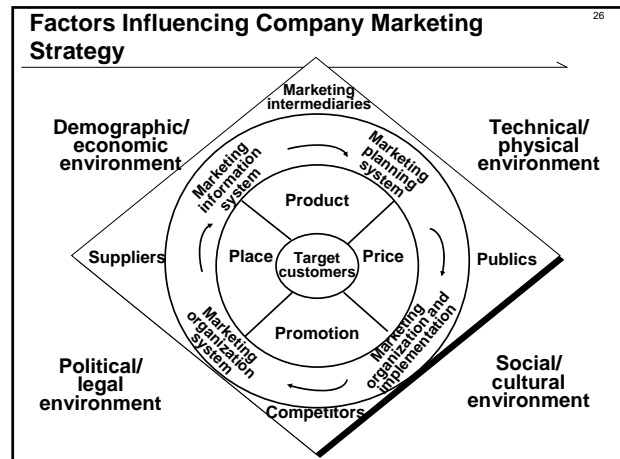 26
Factors Influencing Company Marketing
Strategy
Marketing
intermediaries
Demographic/
economic
environment
Technical/
physical
environment
Marketing
information
system
Marketing
planning
system
Product
Suppliers
Place
Target
customers
Price
Publics
Promotion
Marketing
organization
system
Marketing
organization and
implementation
Competitors
Political/
legal
environment
Social/
cultural
environment